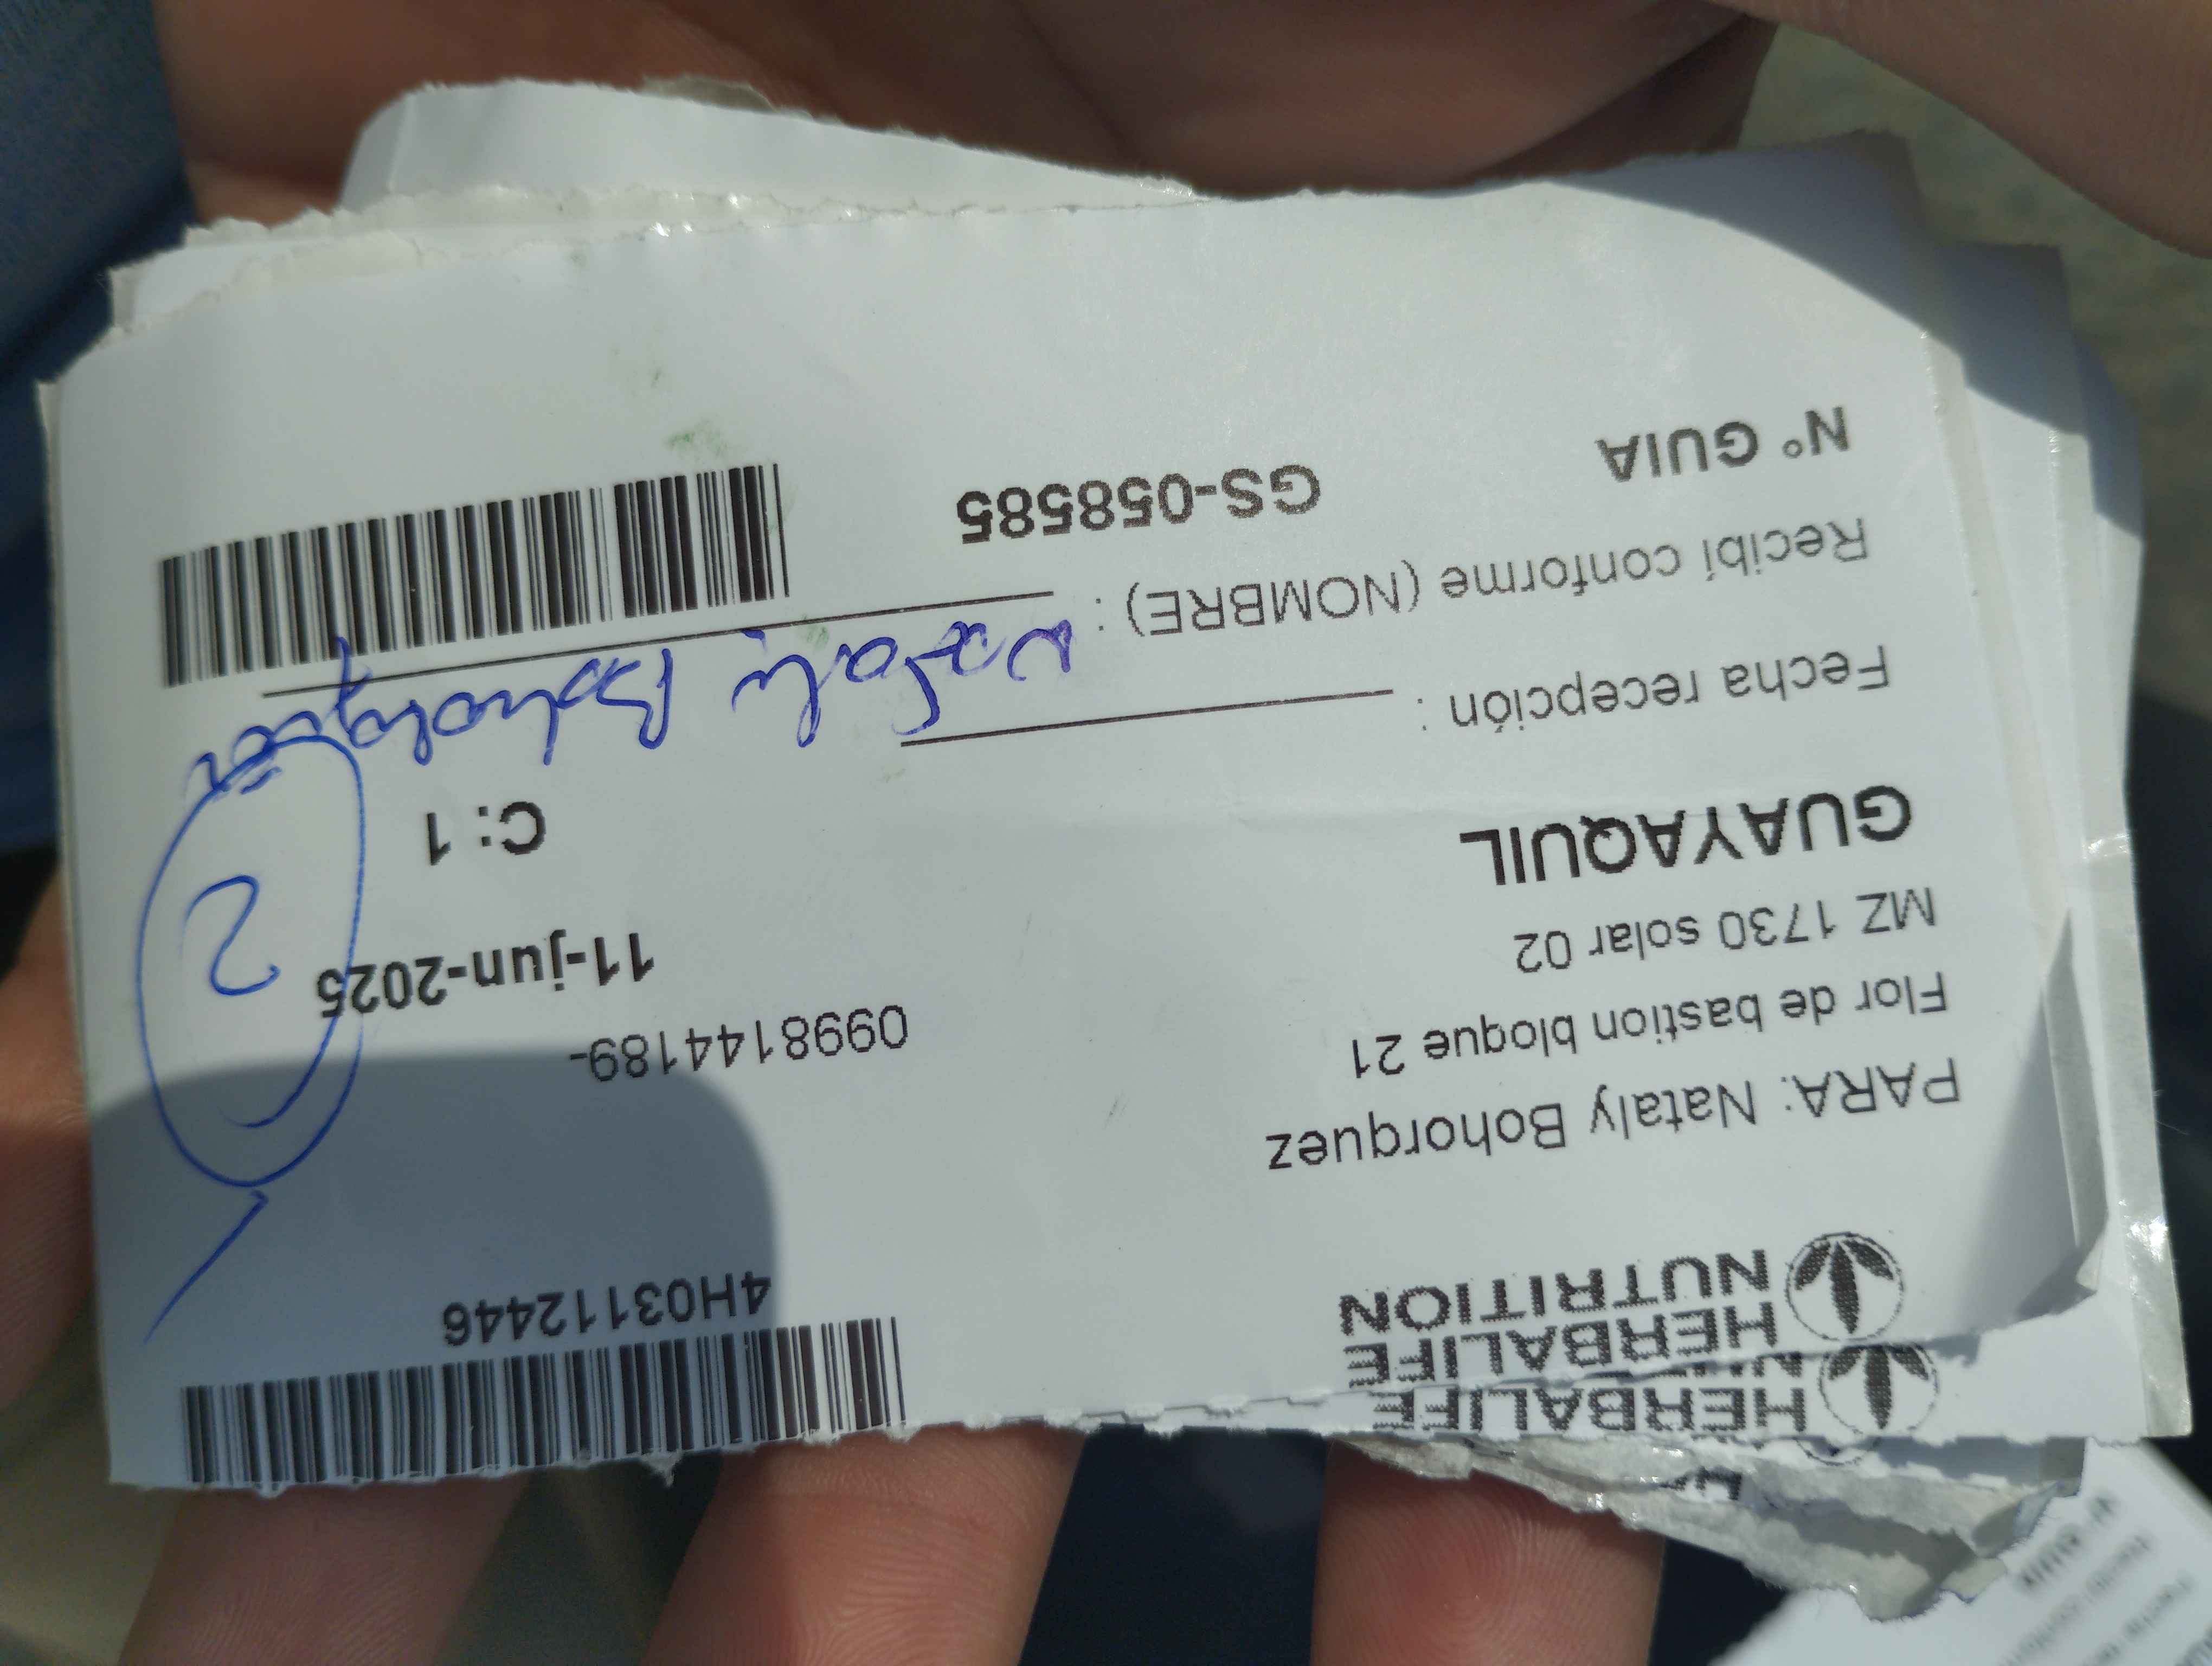 HERBALIFE
HERBALIFE
NUTRITION
4H03112446
PARA: Nataly Bohorquez
Flor de bastion bloque 21
0998144189-
MZ 1730 solar 02
11-jun-2025
2
GUAYAQUIL
C: 1
Fecha recepción :
Recibí conforme (NOMBRE) : Nataly Bohorquez
N° GUIA
GS-058585